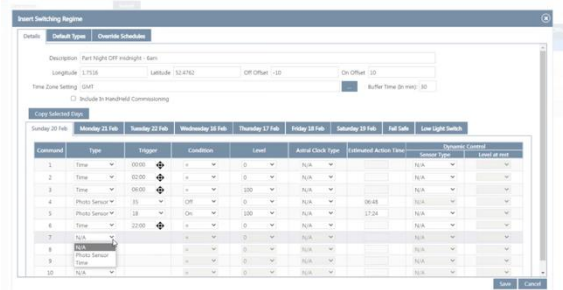 Insert Switching Regime
Details Default Types Override Schedules
Description Part Night OFF midnight - 6am
Longitude 1.7116 Latitude 52.4762 Off Offset -10 On Offset 10
Time Zone Setting GMT ... Buffer Time (in min) 30
Include In HandHeld Commissioning
Copy Selected Days
Sunday 20 Feb Monday 21 Feb Tuesday 22 Feb Wednesday 16 Feb Thursday 17 Feb Friday 18 Feb Saturday 19 Feb Fail Safe Low Light Switch
Command Type Trigger Condition Level Astral Clock Type Estimated Action Time Dynamic Control
Sensor Type Level at rest
1 Time 00:00 = 0 N/A N/A
2 Time 02:00 = 0 N/A N/A
3 Time 06:00 = 100 N/A N/A
4 Photo Sensor 35 Off 0 N/A 06:48 N/A
5 Photo Sensor 18 On 100 N/A 17:24 N/A
6 Time 22:00 = 0 N/A N/A
7 N/A = 0 N/A N/A
8 N/A = 0 N/A N/A
9 Photo Sensor = 0 N/A N/A
Time
10 N/A = 0 N/A N/A
Save Cancel